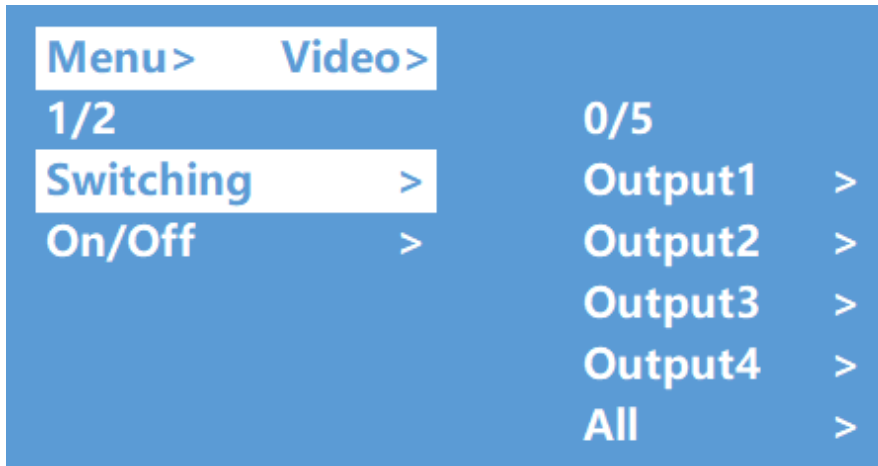 Menu> Video>
1/2 0/5
Switching > Output1 >
On/Off > Output2 >
Output3 >
Output4 >
All >